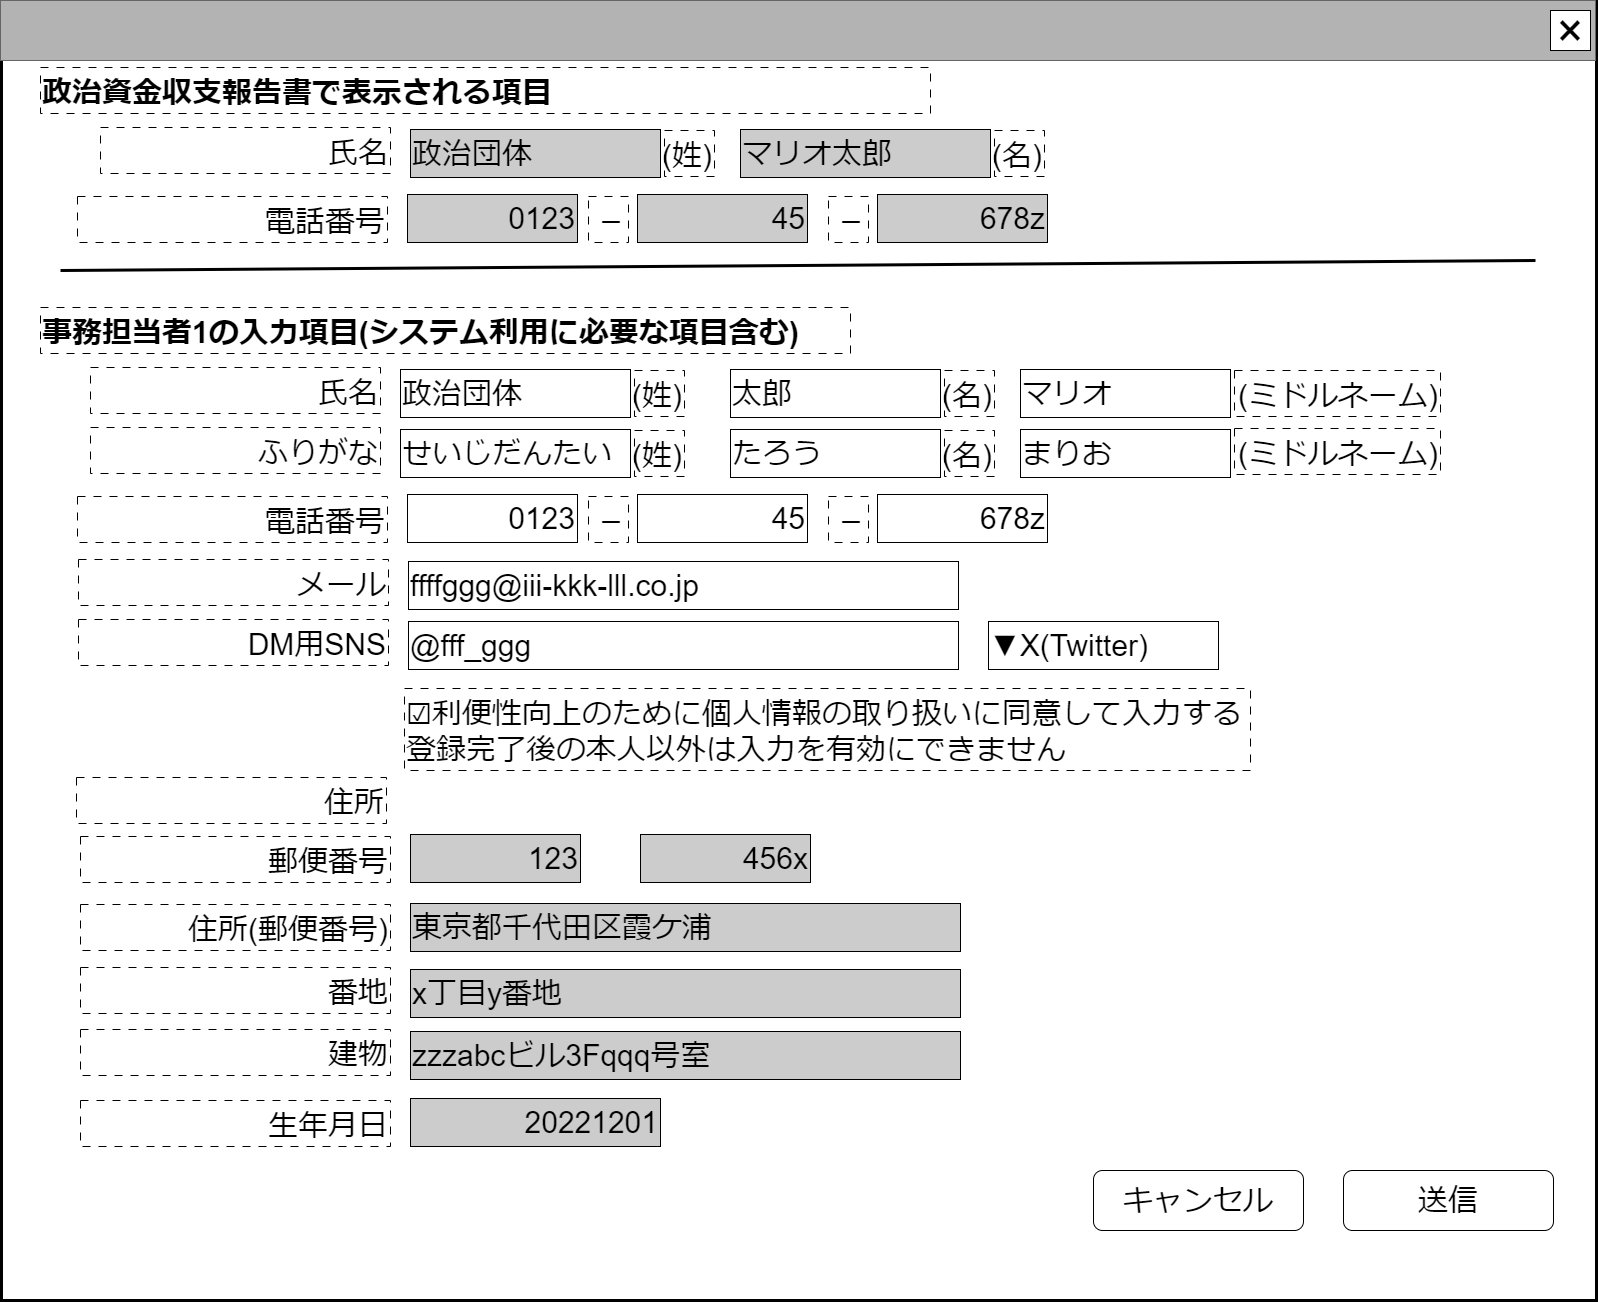 政治資金収支報告書で表示される項目
氏名 政治団体 (姓) マリオ太郎 (名)
電話番号 0123 – 45 – 678z
事務担当者1の入力項目(システム利用に必要な項目含む)
氏名 政治団体 (姓) 太郎 (名) マリオ (ミドルネーム)
ふりがな せいじだんたい (姓) たろう (名) まりお (ミドルネーム)
電話番号 0123 – 45 – 678z
メール ffffggg@iii-kkk-lll.co.jp
DM用SNS @fff_ggg ▼X(Twitter)
☑利便性向上のために個人情報の取り扱いに同意して入力する
登録完了後の本人以外は入力を有効にできません
住所
郵便番号 123 456x
住所(郵便番号) 東京都千代田区霞ケ浦
番地 x丁目y番地
建物 zzzabcビル3Fqqq号室
生年月日 20221201
キャンセル 送信